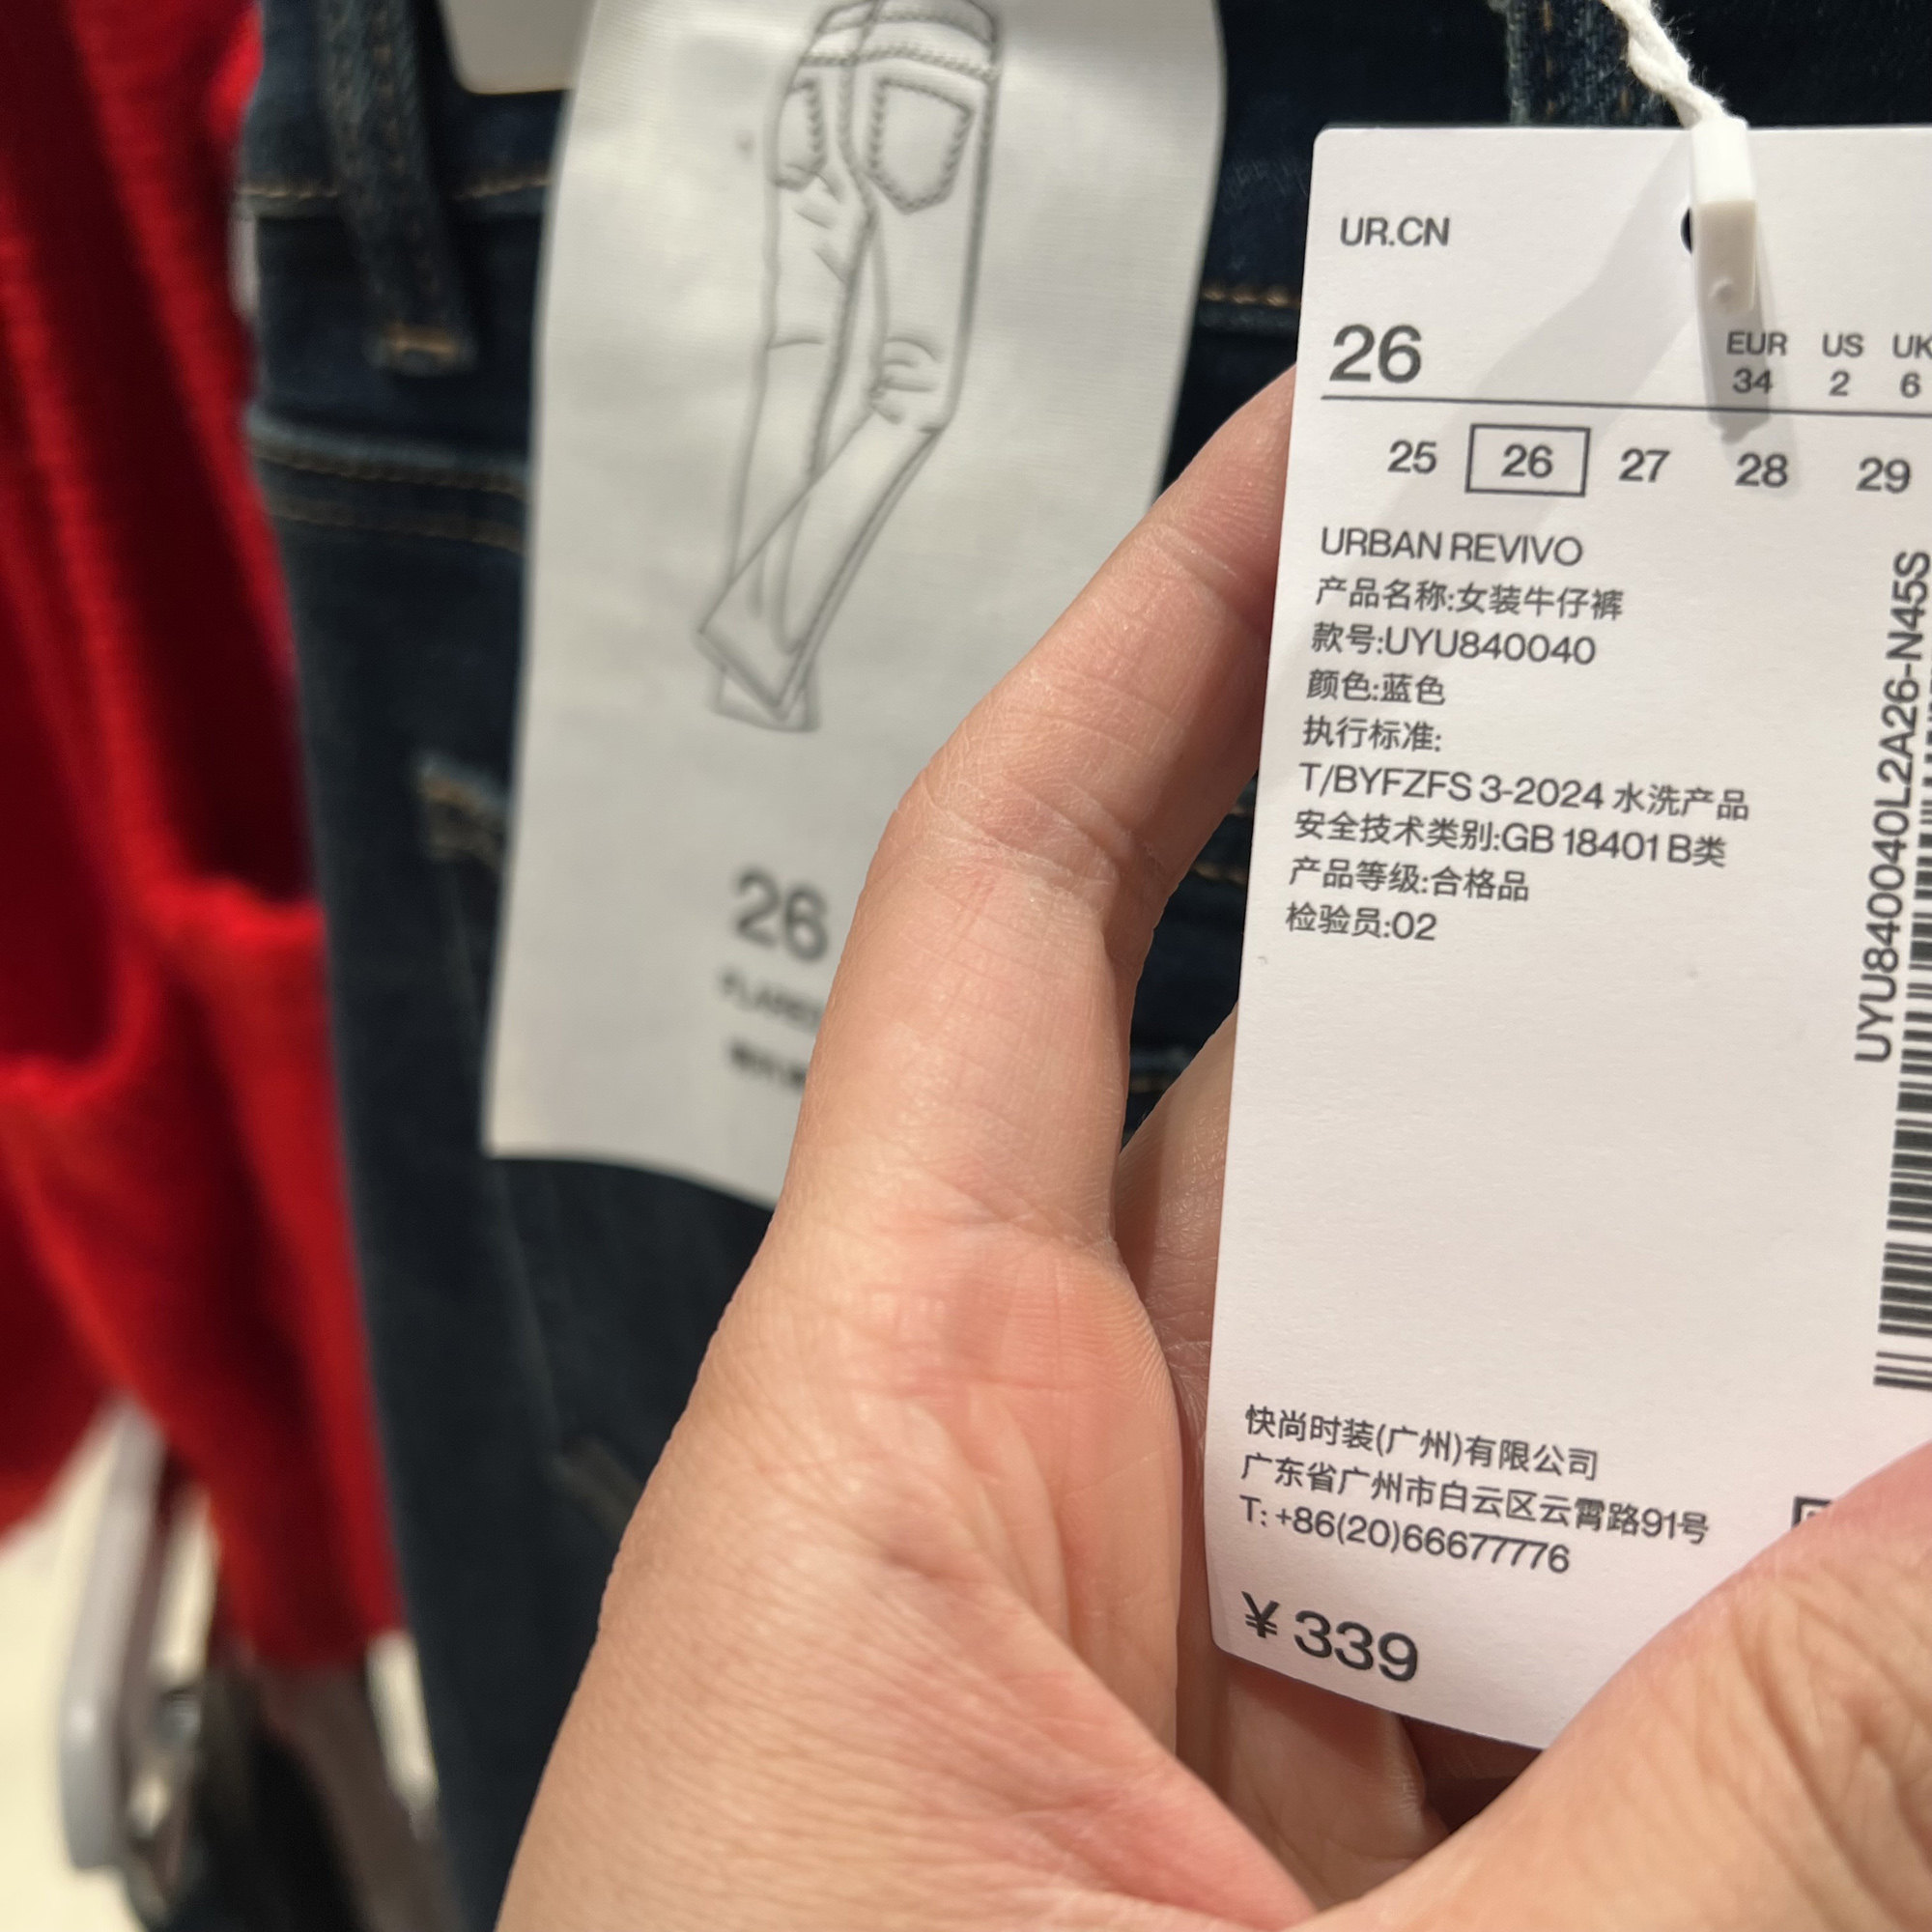 26
UR.CN
26
EUR US UK
34 2 6
25 26 27 28 29
URBAN REVIVO
产品名称:女装牛仔裤
款号:UYU840040
颜色:蓝色
执行标准:
T/BYFZFS 3-2024 水洗产品
安全技术类别:GB 18401 B类
产品等级:合格品
检验员:02
UYU840040L2A26-N45S
快尚时装(广州)有限公司
广东省广州市白云区云霄路91号
T: +86(20)66677776
¥ 339